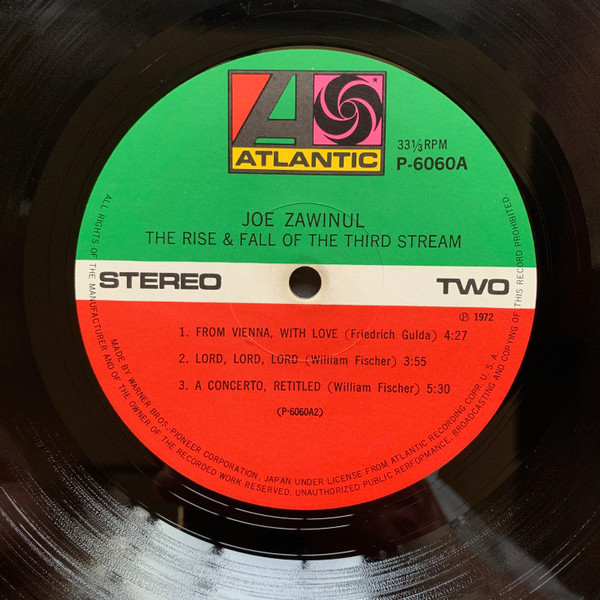 ATLANTIC
33⅓RPM
P-6060A
JOE ZAWINUL
THE RISE & FALL OF THE THIRD STREAM
STEREO
TWO
℗ 1972
1. FROM VIENNA, WITH LOVE (Friedrich Gulda) 4:27
2. LORD, LORD, LORD (William Fischer) 3:55
3. A CONCERTO, RETITLED (William Fischer) 5:30
(P-6060A2)
MADE BY WARNER BROS./PIONEER CORPORATION, JAPAN UNDER LICENSE FROM ATLANTIC RECORDING CORP., U.S.A.
ALL RIGHTS OF THE MANUFACTURER AND OF THE OWNER OF THE RECORDED WORK RESERVED. UNAUTHORIZED PUBLIC RERFORMANCE, BROADCASTING AND COPYING OF THIS RECORD PROHIBITED.